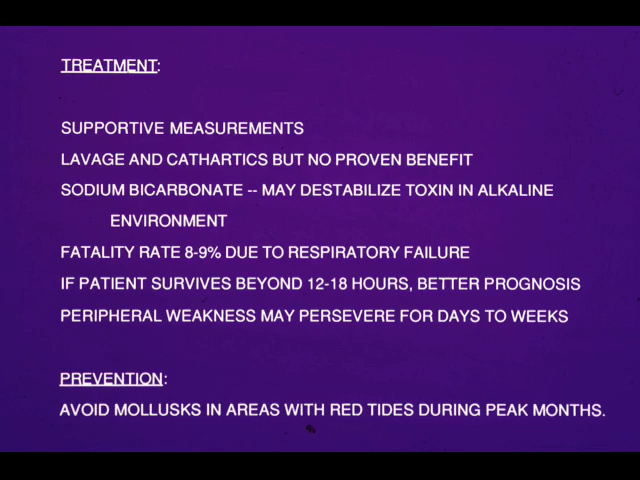 TREATMENT:
SUPPORTIVE MEASUREMENTS
LAVAGE AND CATHARTICS BUT NO PROVEN BENEFIT
SODIUM BICARBONATE -- MAY DESTABILIZE TOXIN IN ALKALINE
ENVIRONMENT
FATALITY RATE 8-9% DUE TO RESPIRATORY FAILURE
IF PATIENT SURVIVES BEYOND 12-18 HOURS, BETTER PROGNOSIS
PERIPHERAL WEAKNESS MAY PERSEVERE FOR DAYS TO WEEKS
PREVENTION:
AVOID MOLLUSKS IN AREAS WITH RED TIDES DURING PEAK MONTHS.